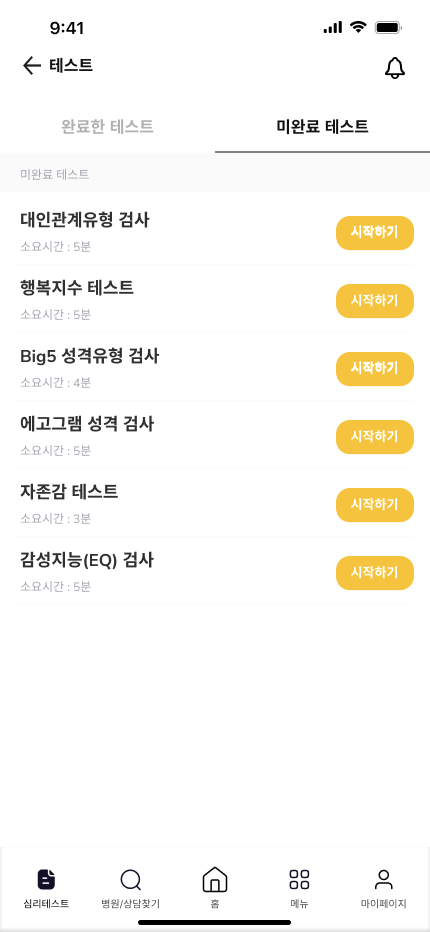 9:41
테스트
완료한 테스트
미완료 테스트
미완료 테스트
대인관계유형 검사
소요시간 : 5분
시작하기
행복지수 테스트
소요시간 : 5분
시작하기
Big5 성격유형 검사
소요시간 : 4분
시작하기
에고그램 성격 검사
소요시간 : 5분
시작하기
자존감 테스트
소요시간 : 3분
시작하기
감성지능(EQ) 검사
소요시간 : 5분
시작하기
심리테스트
병원/상담찾기
홈
메뉴
마이페이지